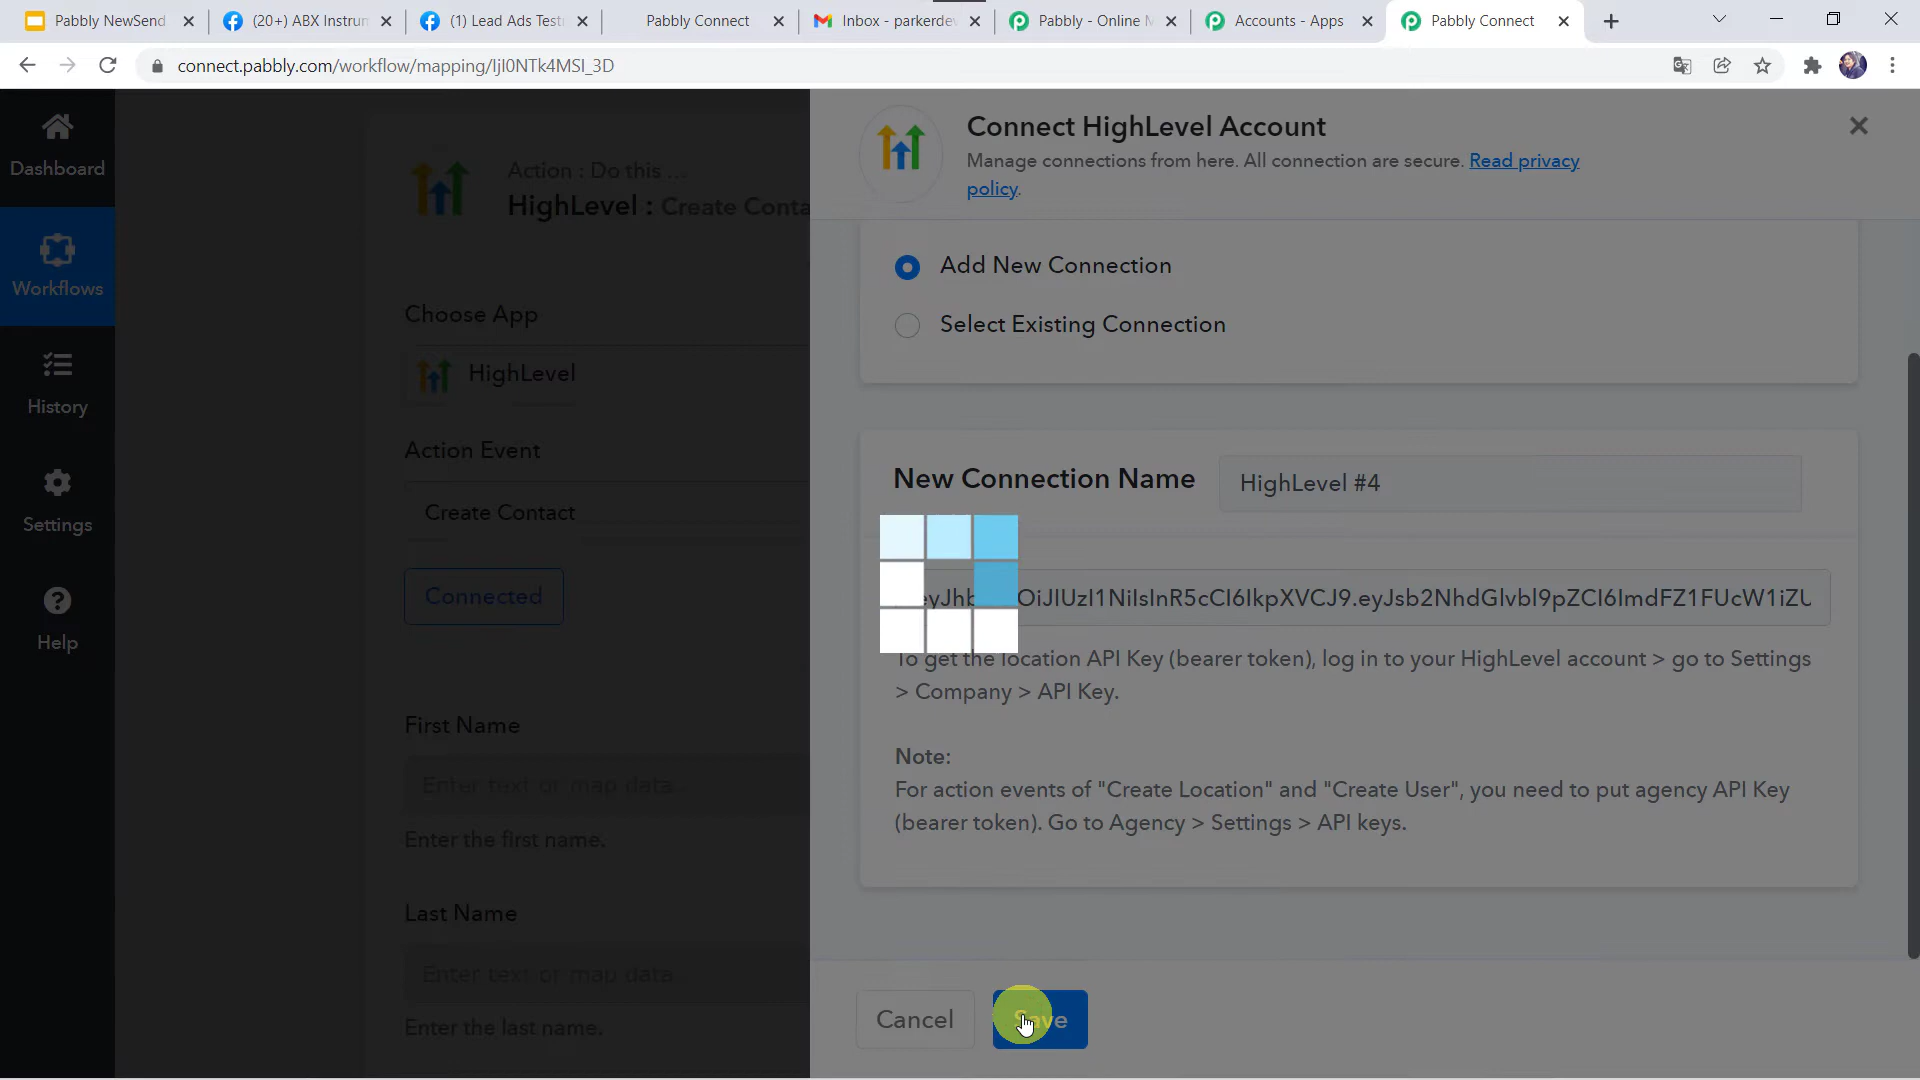 Pabbly NewSend
(20+) ABX Instrum
(1) Lead Ads Testi
Pabbly Connect
Inbox - parkerdev
Pabbly - Online M
Accounts - Apps
Pabbly Connect
connect.pabbly.com/workflow/mapping/IjI0NTk4MSI_3D
Dashboard
Workflows
History
Settings
Help
Action : Do this ...
HighLevel : Create Conta
Choose App
HighLevel
Action Event
Create Contact
Connected
First Name
Enter text or map data...
Enter the first name.
Last Name
Enter text or map data...
Enter the last name.
Connect HighLevel Account
Manage connections from here. All connection are secure. Read privacy
policy.
Add New Connection
Select Existing Connection
New Connection Name
HighLevel #4
To get the location API Key (bearer token), log in to your HighLevel account > go to Settings
> Company > API Key.
Note:
For action events of "Create Location" and "Create User", you need to put agency API Key
(bearer token). Go to Agency > Settings > API keys.
Cancel
Save